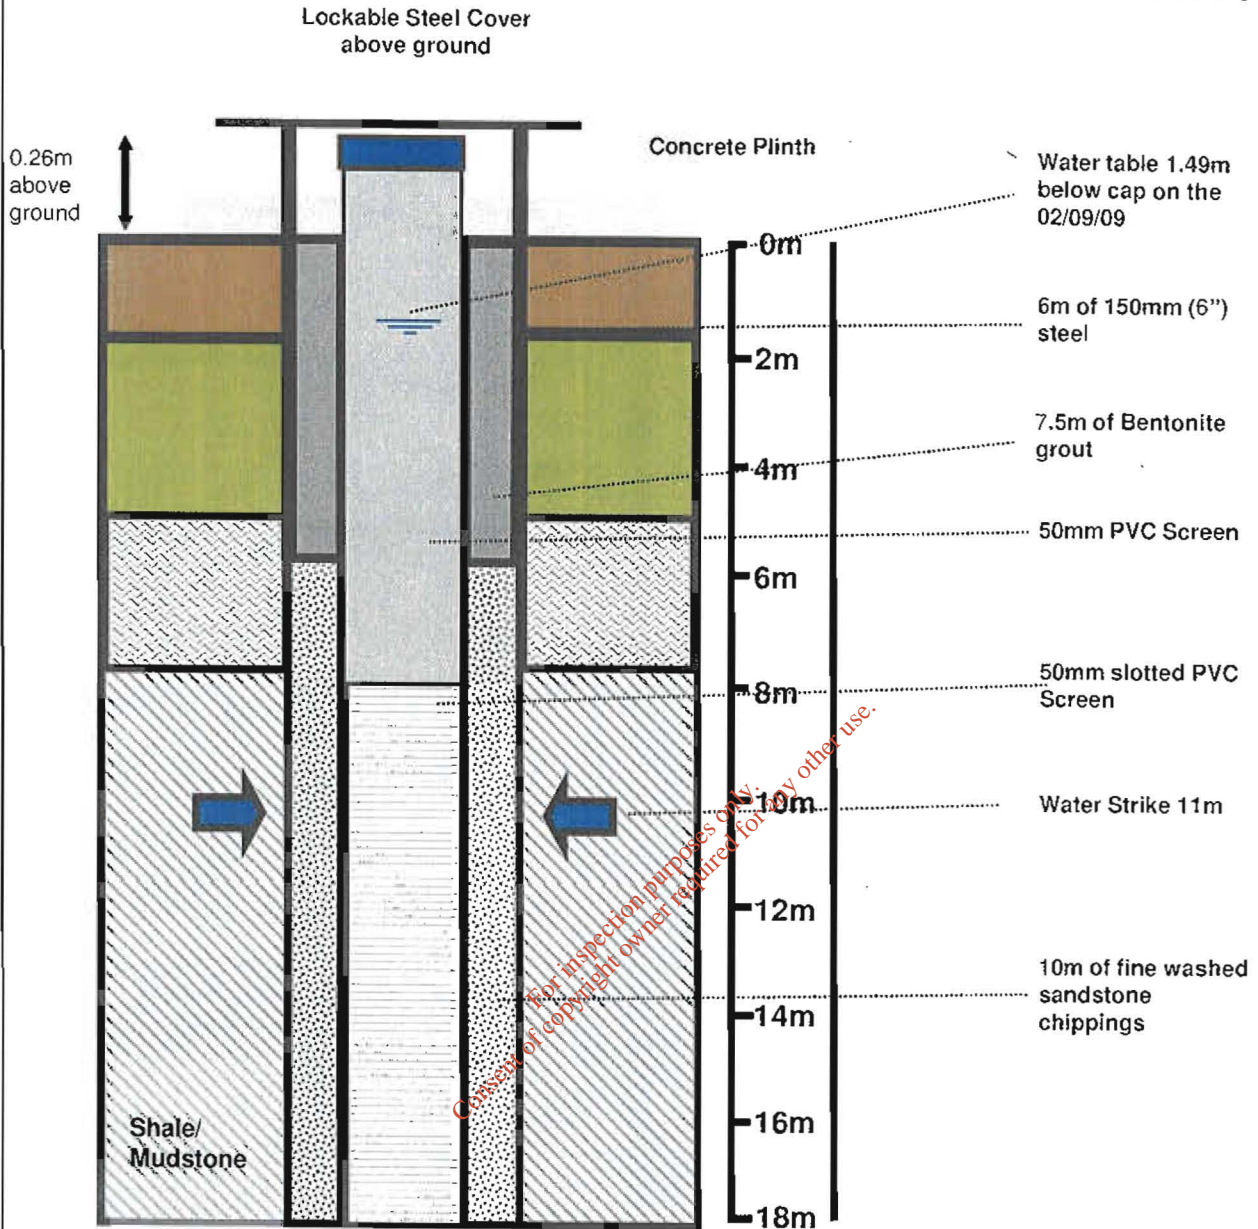 Lockable Steel Cover
above ground
0.26m
above
ground
Concrete Plinth
Water table 1.49m
below cap on the
02/09/09
0m
6m of 150mm (6”)
steel
2m
7.5m of Bentonite
grout
4m
50mm PVC Screen
6m
50mm slotted PVC
Screen
8m
Water Strike 11m
10m
12m
10m of fine washed
sandstone
chippings
14m
16m
18m
Shale/
Mudstone
For inspection purposes only.
Consent of copyright owner required for any other use.